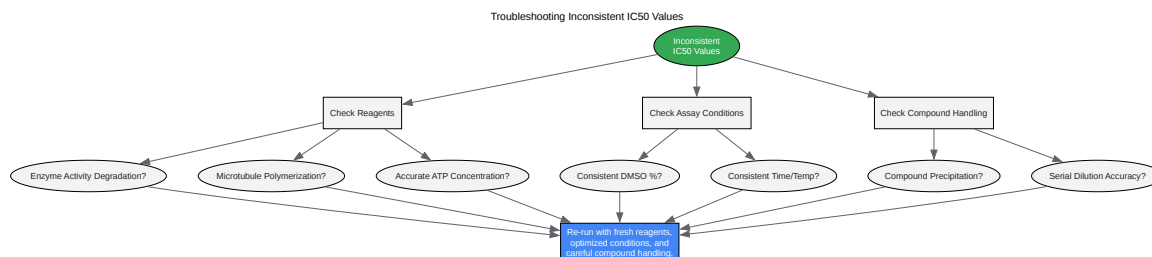 Troubleshooting Inconsistent IC50 Values
Inconsistent
IC50 Values
Check Reagents
Check Assay Conditions
Check Compound Handling
Enzyme Activity Degradation?
Microtubule Polymerization?
Accurate ATP Concentration?
Consistent DMSO %?
Consistent Time/Temp?
Compound Precipitation?
Serial Dilution Accuracy?
Re-run with fresh reagents,
optimized conditions, and
careful compound handling.